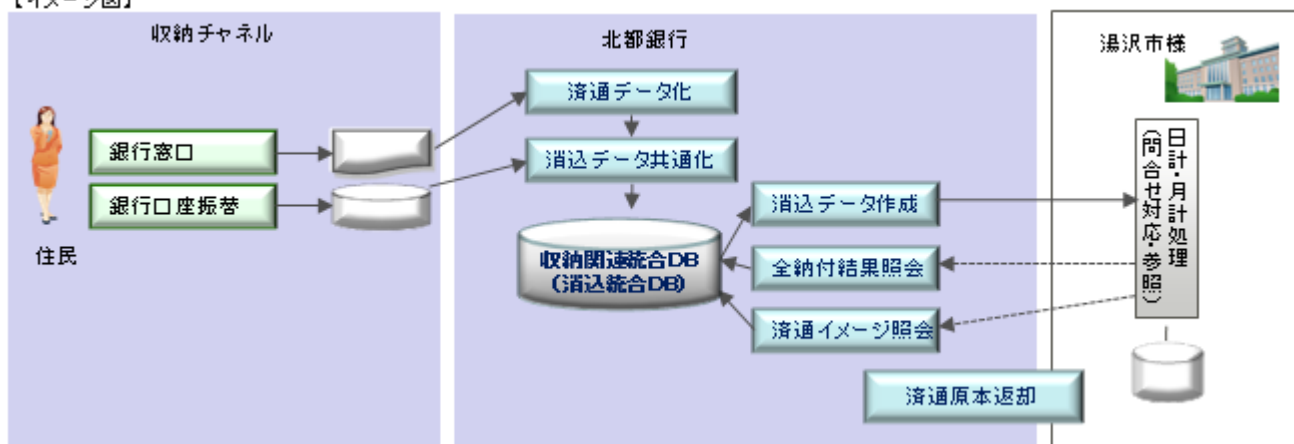 【イメージ図】
収納チャネル
北都銀行
湯沢市様
済通データ化
銀行窓口
消込データ共通化
銀行口座振替
住民
収納関連統合DB
(消込統合DB)
消込データ作成
全納付結果照会
済通イメージ照会
日計・月計処理
(問合せ対応・参照)
済通原本返却